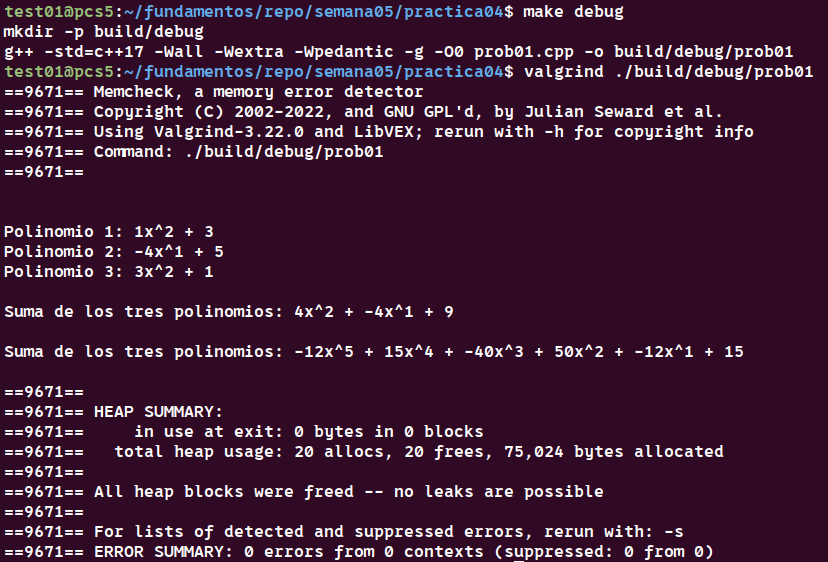 test01@pcs5:~/fundamentos/repo/semana05/practica04$ make debug
mkdir -p build/debug
g++ -std=c++17 -Wall -Wextra -Wpedantic -g -O0 prob01.cpp -o build/debug/prob01
test01@pcs5:~/fundamentos/repo/semana05/practica04$ valgrind ./build/debug/prob01
==9671== Memcheck, a memory error detector
==9671== Copyright (C) 2002-2022, and GNU GPL'd, by Julian Seward et al.
==9671== Using Valgrind-3.22.0 and LibVEX; rerun with -h for copyright info
==9671== Command: ./build/debug/prob01
==9671==
Polinomio 1: 1x^2 + 3
Polinomio 2: -4x^1 + 5
Polinomio 3: 3x^2 + 1
Suma de los tres polinomios: 4x^2 + -4x^1 + 9
Suma de los tres polinomios: -12x^5 + 15x^4 + -40x^3 + 50x^2 + -12x^1 + 15
==9671==
==9671== HEAP SUMMARY:
==9671==     in use at exit: 0 bytes in 0 blocks
==9671==   total heap usage: 20 allocs, 20 frees, 75,024 bytes allocated
==9671==
==9671== All heap blocks were freed -- no leaks are possible
==9671==
==9671== For lists of detected and suppressed errors, rerun with: -s
==9671== ERROR SUMMARY: 0 errors from 0 contexts (suppressed: 0 from 0)